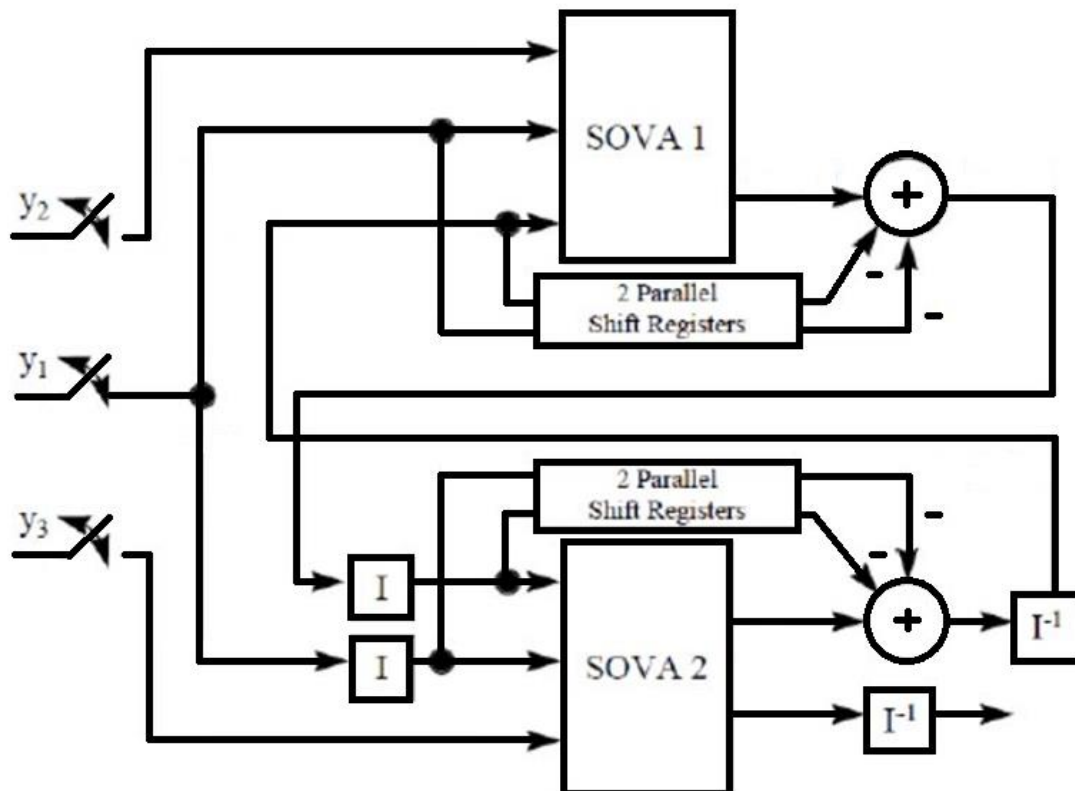 SOVA 1
y₂
+
2 Parallel
Shift Registers
-
-
y₁
2 Parallel
Shift Registers
-
y₃
-
I
+
I⁻¹
I
SOVA 2
I⁻¹